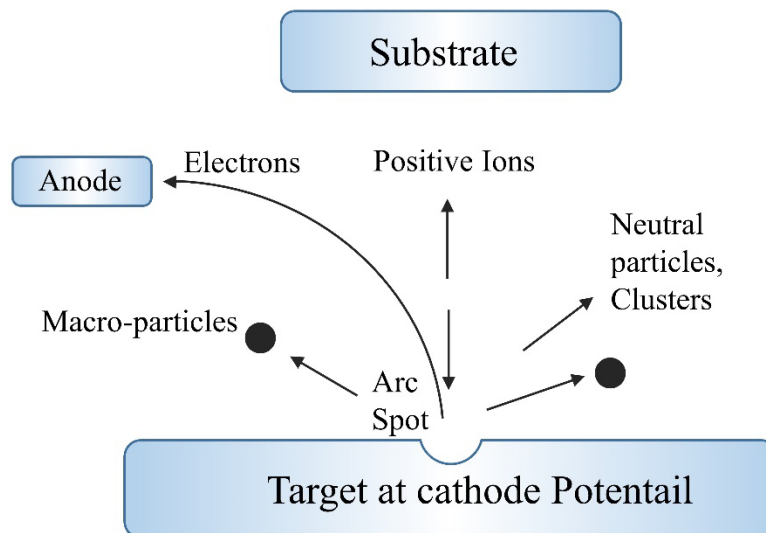 Substrate
Electrons
Positive Ions
Anode
Neutral
particles,
Clusters
Macro-particles
Arc
Spot
Target at cathode Potentail